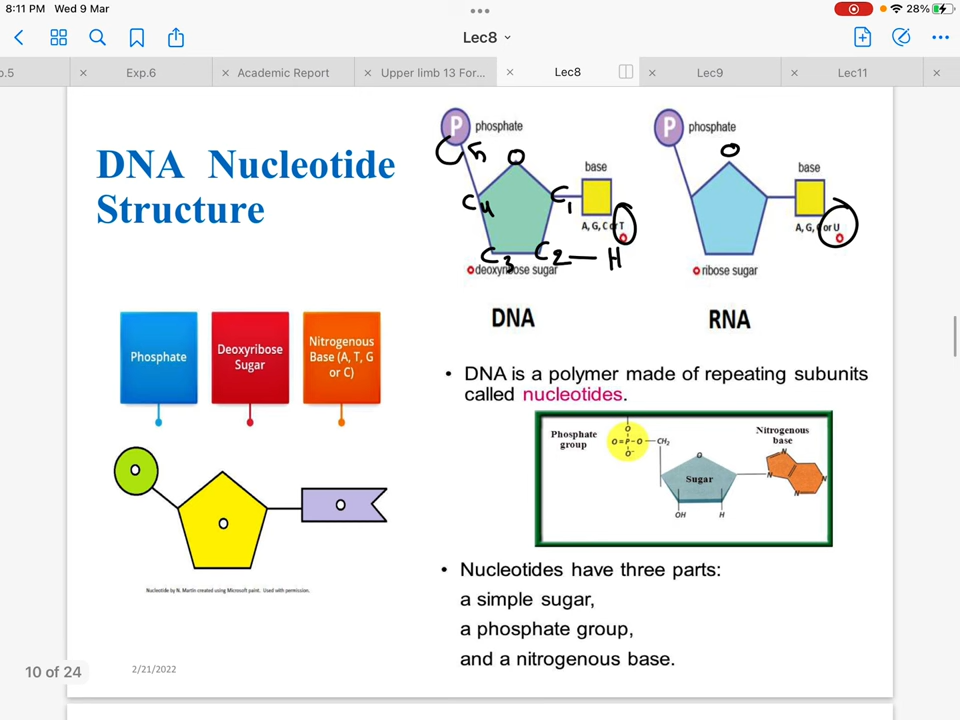 8:11 PM Wed 9 Mar
28%
Lec8
p.5
Exp.6
Academic Report
Upper limb 13 For...
Lec8
Lec9
Lec11
DNA Nucleotide
Structure
P
phosphate
C5
O
base
C4
C1
A, G, C or T
C3
C2 — H
deoxyribose sugar
DNA
P
phosphate
O
base
A, G, C or U
ribose sugar
RNA
Phosphate
Deoxyribose
Sugar
Nitrogenous
Base (A, T, G
or C)
Nucleotide by N. Martin created using Microsoft paint. Used with permission.
• DNA is a polymer made of repeating subunits
called nucleotides.
Phosphate
group
O
O=P-O
O-
CH2
O
Sugar
OH
H
Nitrogenous
base
N
N
N
N
• Nucleotides have three parts:
a simple sugar,
a phosphate group,
and a nitrogenous base.
10 of 24
2/21/2022